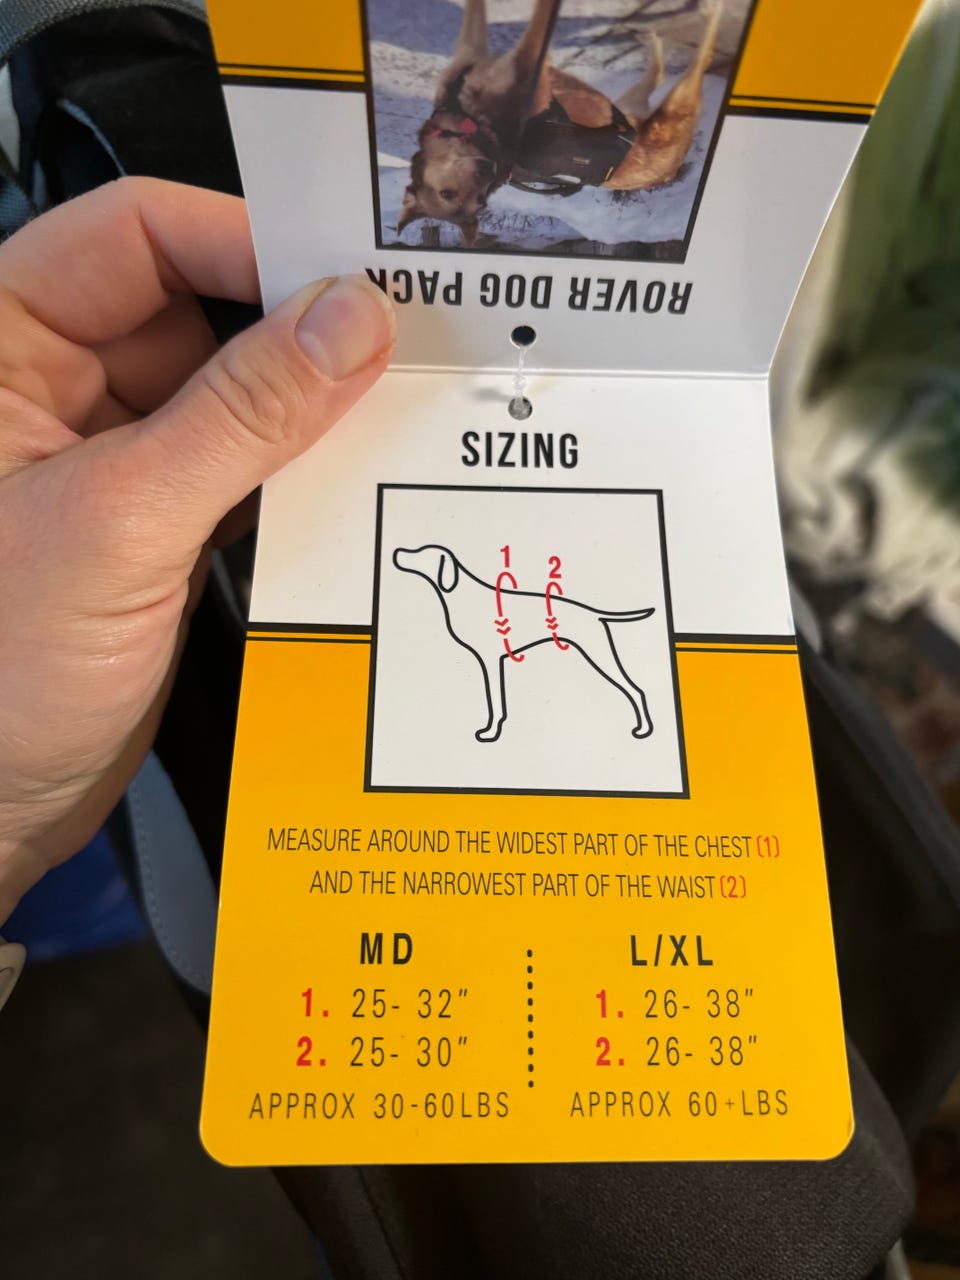 ROVER DOG PACK
SIZING
1
2
MEASURE AROUND THE WIDEST PART OF THE CHEST (1)
AND THE NARROWEST PART OF THE WAIST (2)
MD
1. 25- 32"
2. 25- 30"
APPROX 30-60LBS
L/XL
1. 26- 38"
2. 26- 38"
APPROX 60+LBS